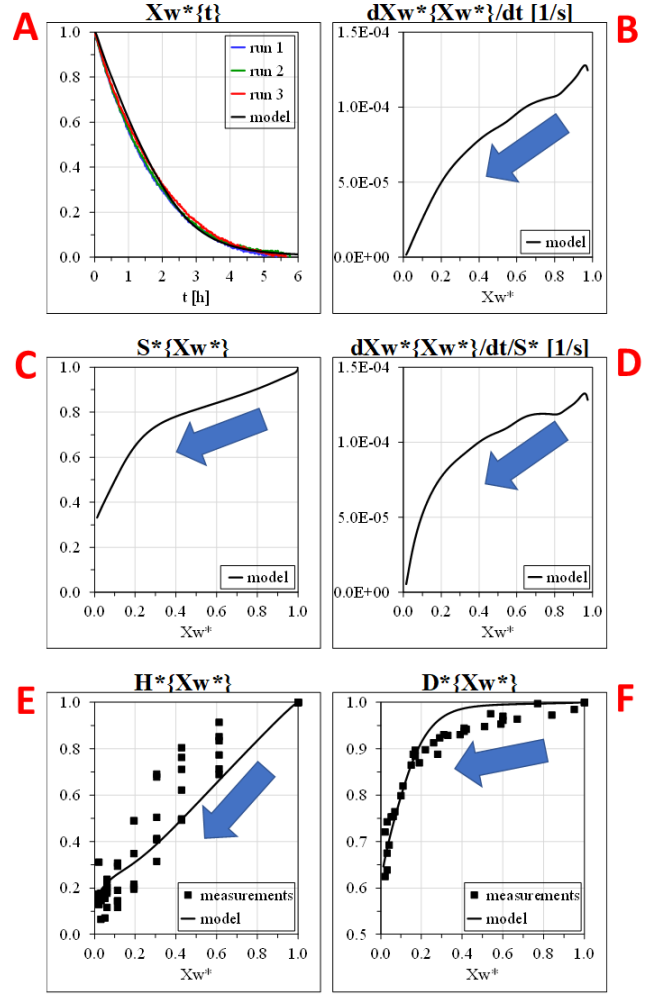 A
Xw*{t}
1.0
0.8
0.6
0.4
0.2
0.0
0
1
2
3
4
5
6
t [h]
run 1
run 2
run 3
model
dXw*{Xw*}/dt [1/s]
B
1.5E-04
1.0E-04
5.0E-05
0.0E+00
0.0
0.2
0.4
0.6
0.8
1.0
Xw*
model
C
S*{Xw*}
1.0
0.8
0.6
0.4
0.2
0.0
0.0
0.2
0.4
0.6
0.8
1.0
Xw*
model
dXw*{Xw*}/dt/S* [1/s]
D
1.5E-04
1.0E-04
5.0E-05
0.0E+00
0.0
0.2
0.4
0.6
0.8
1.0
Xw*
model
E
H*{Xw*}
1.0
0.8
0.6
0.4
0.2
0.0
0.0
0.2
0.4
0.6
0.8
1.0
Xw*
measurements
model
D*{Xw*}
F
1.0
0.9
0.8
0.7
0.6
0.5
0.0
0.2
0.4
0.6
0.8
1.0
Xw*
measurements
model